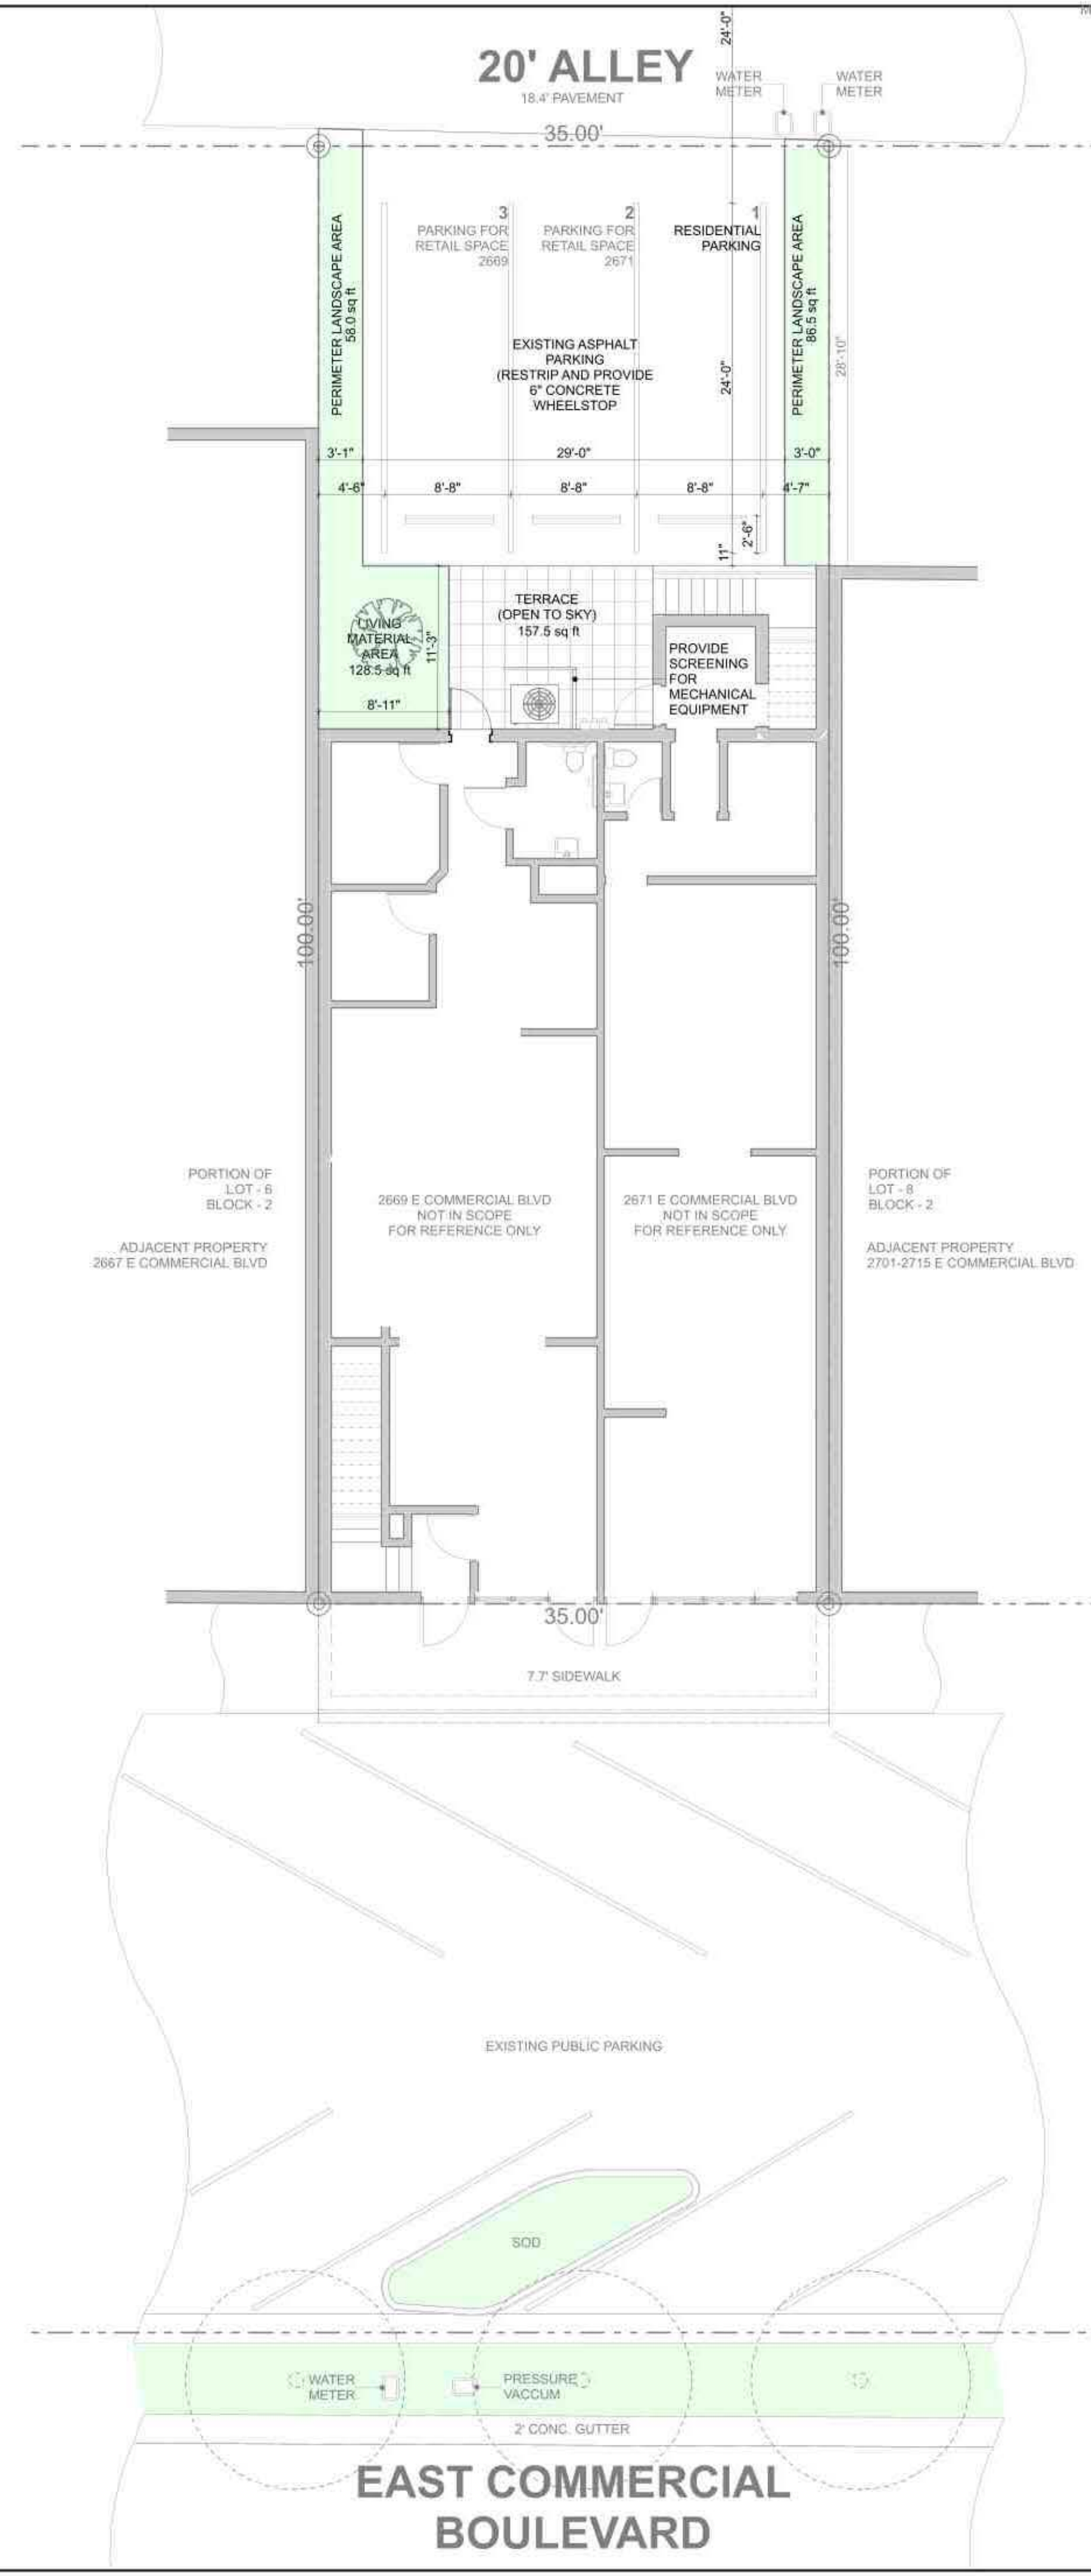 20' ALLEY
18.4' PAVEMENT
24'-0"
WATER
METER
WATER
METER
35.00'
3
PARKING FOR
RETAIL SPACE
2669
2
PARKING FOR
RETAIL SPACE
2671
1
RESIDENTIAL
PARKING
PERIMETER LANDSCAPE AREA
58.0 sq ft
PERIMETER LANDSCAPE AREA
86.5 sq ft
28'-10"
EXISTING ASPHALT
PARKING
(RESTRIP AND PROVIDE
6" CONCRETE
WHEELSTOP
24'-0"
3'-1"
29'-0"
3'-0"
4'-6"
8'-8"
8'-8"
8'-8"
4'-7"
11"
2'-6"
LIVING
MATERIAL
AREA
128.5 sq ft
11'-3"
8'-11"
TERRACE
(OPEN TO SKY)
157.5 sq ft
PROVIDE
SCREENING
FOR
MECHANICAL
EQUIPMENT
100.00'
100.00'
PORTION OF
LOT - 6
BLOCK - 2
ADJACENT PROPERTY
2667 E COMMERCIAL BLVD
2669 E COMMERCIAL BLVD
NOT IN SCOPE
FOR REFERENCE ONLY
2671 E COMMERCIAL BLVD
NOT IN SCOPE
FOR REFERENCE ONLY
PORTION OF
LOT - 8
BLOCK - 2
ADJACENT PROPERTY
2701-2715 E COMMERCIAL BLVD
35.00'
7.7' SIDEWALK
EXISTING PUBLIC PARKING
SOD
WATER
METER
PRESSURE
VACCUM
2' CONC. GUTTER
EAST COMMERCIAL
BOULEVARD